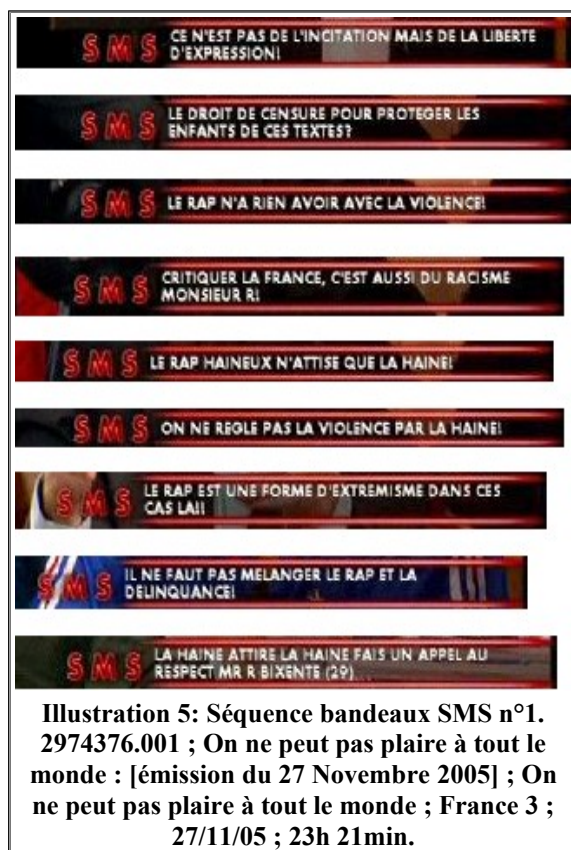 SMS CE N'EST PAS DE L'INCITATION MAIS DE LA LIBERTE
D'EXPRESSION!
SMS LE DROIT DE CENSURE POUR PROTEGER LES
ENFANTS DE CES TEXTES?
SMS LE RAP N'A RIEN AVOIR AVEC LA VIOLENCE!
SMS CRITIQUER LA FRANCE, C'EST AUSSI DU RACISME
MONSIEUR R!
SMS LE RAP HAINEUX N'ATTISE QUE LA HAINE!
SMS ON NE REGLE PAS LA VIOLENCE PAR LA HAINE!
SMS LE RAP EST UNE FORME D'EXTREMISME DANS CES
CAS LA!!
SMS IL NE FAUT PAS MELANGER LE RAP ET LA
DELINQUANCE!
SMS LA HAINE ATTIRE LA HAINE FAIS UN APPEL AU
RESPECT MR R BIXENTE (29)...
Illustration 5: Séquence bandeaux SMS n°1.
2974376.001 ; On ne peut pas plaire à tout le
monde : [émission du 27 Novembre 2005] ; On
ne peut pas plaire à tout le monde ; France 3 ;
27/11/05 ; 23h 21min.